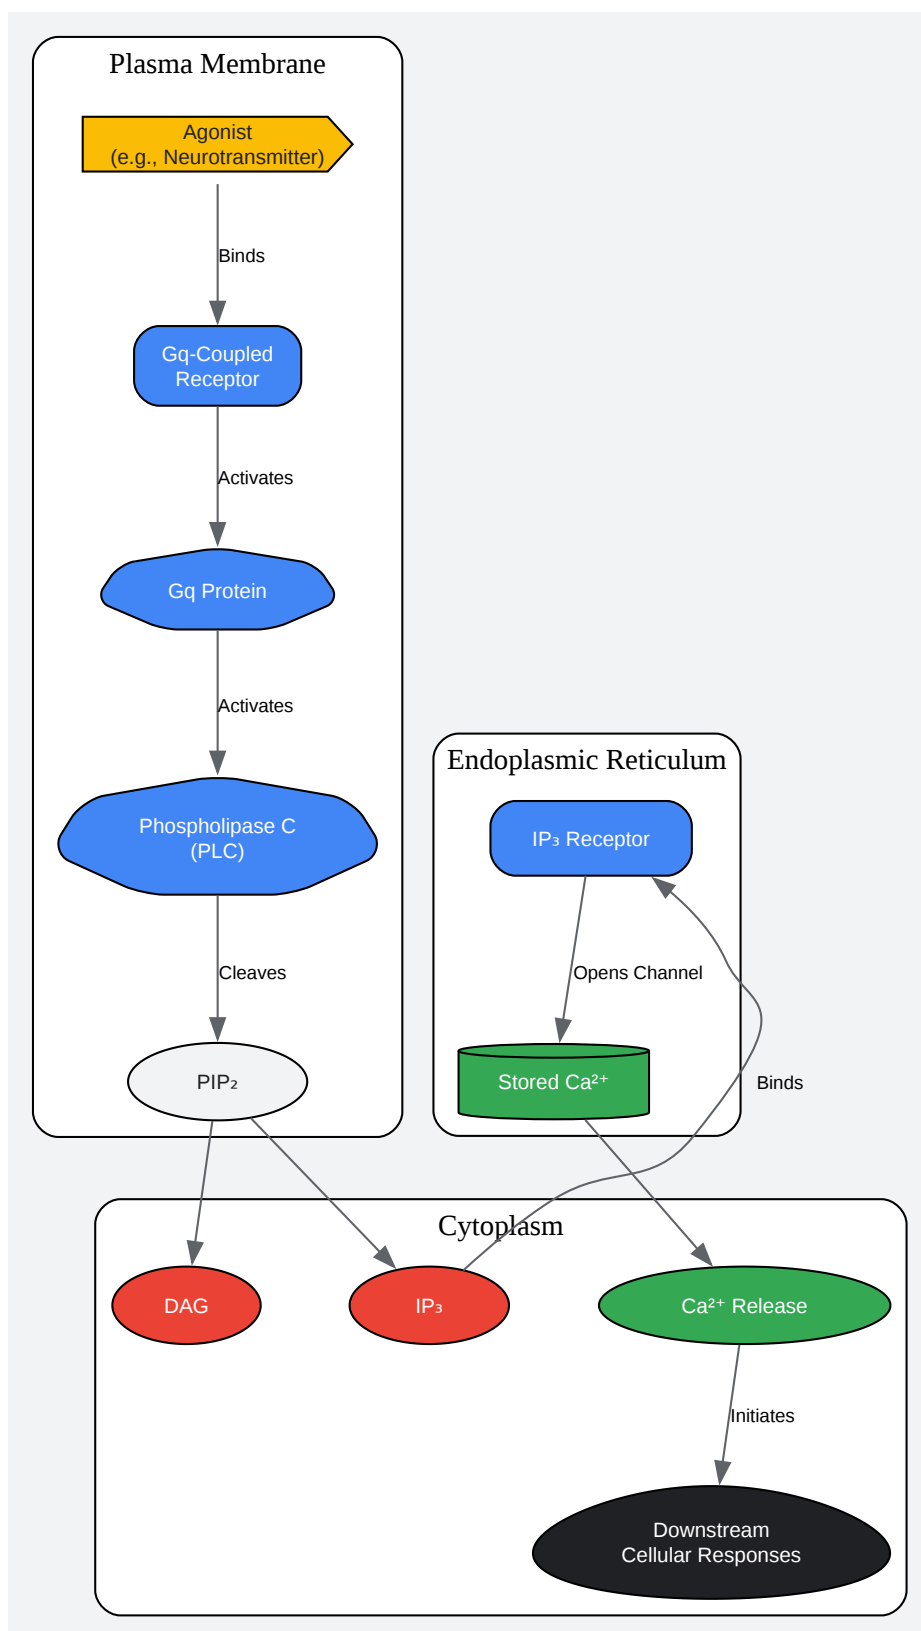 Plasma Membrane
Agonist
(e.g., Neurotransmitter)
Binds
Gq-Coupled
Receptor
Activates
Gq Protein
Activates
Phospholipase C
(PLC)
Cleaves
PIP₂
Endoplasmic Reticulum
IP₃ Receptor
Opens Channel
Stored Ca²⁺
Binds
Cytoplasm
DAG
IP₃
Ca²⁺ Release
Initiates
Downstream
Cellular Responses